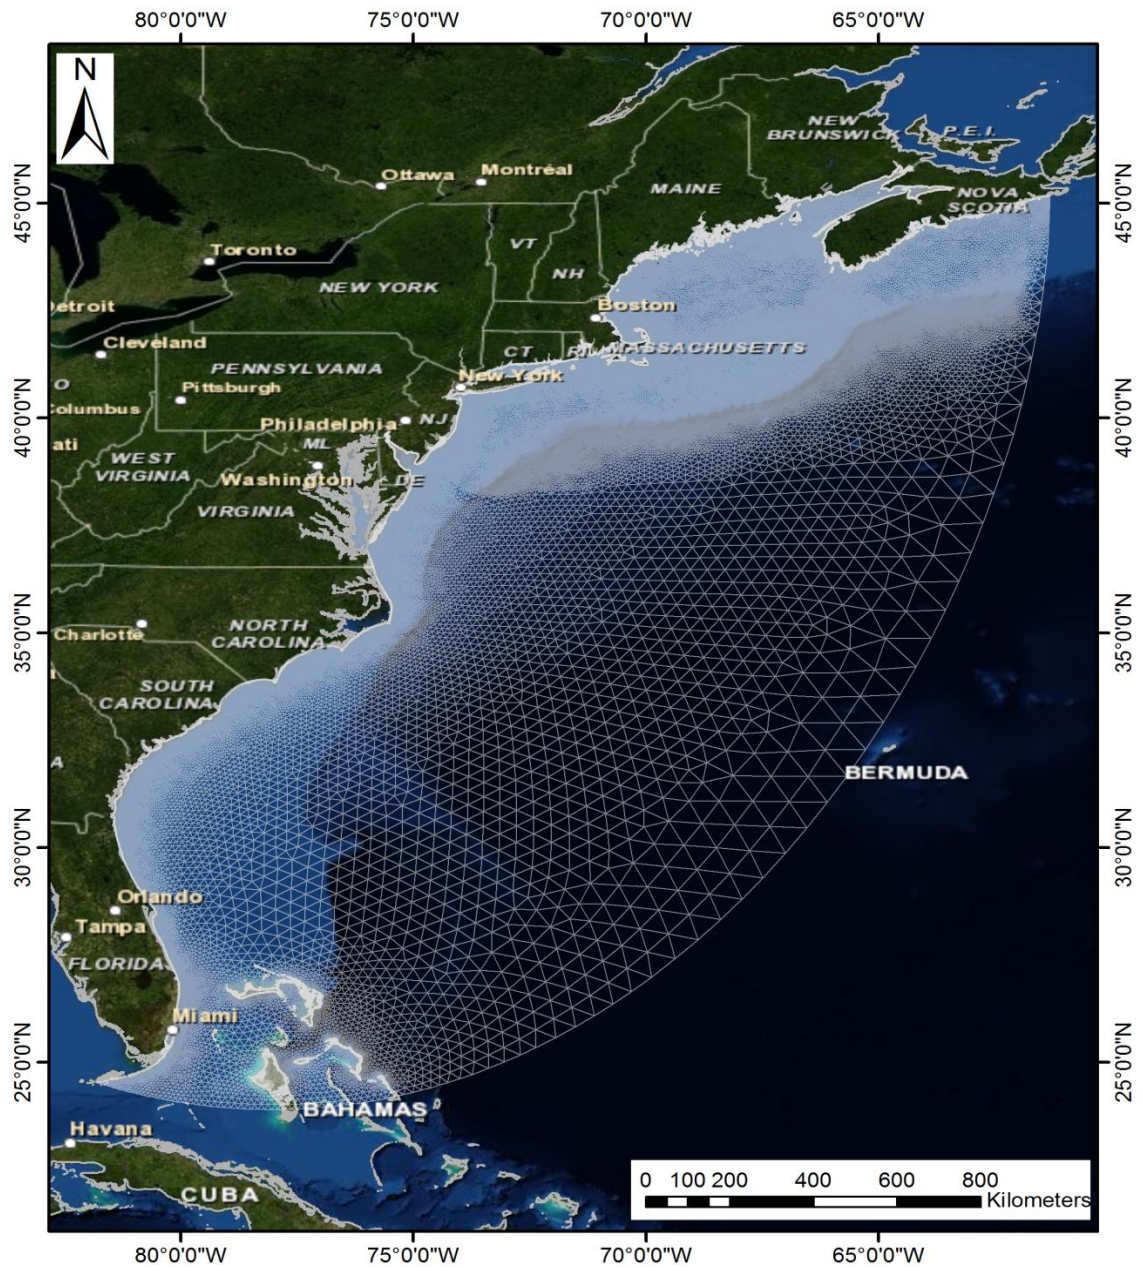 80°0'0"W 75°0'0"W 70°0'0"W 65°0'0"W
N
NEW
BRUNSWICK
P.E.I.
Ottawa
Montréal
MAINE
NOVA
SCOTIA
45°0'0"N
45°0'0"N
Toronto
VT
NH
NEW YORK
Detroit
Boston
Cleveland
CT
RI
MASSACHUSETTS
PENNSYLVANIA
New York
O
Pittsburgh
Columbus
40°0'0"N
40°0'0"N
Philadelphia
NJ
ati
WEST
VIRGINIA
Washington
DE
VIRGINIA
35°0'0"N
35°0'0"N
Charlotte
NORTH
CAROLINA
SOUTH
CAROLINA
A
BERMUDA
30°0'0"N
30°0'0"N
Orlando
Tampa
FLORIDA
Miami
25°0'0"N
25°0'0"N
BAHAMAS
Havana
CUBA
0 100 200 400 600 800
Kilometers
80°0'0"W 75°0'0"W 70°0'0"W 65°0'0"W